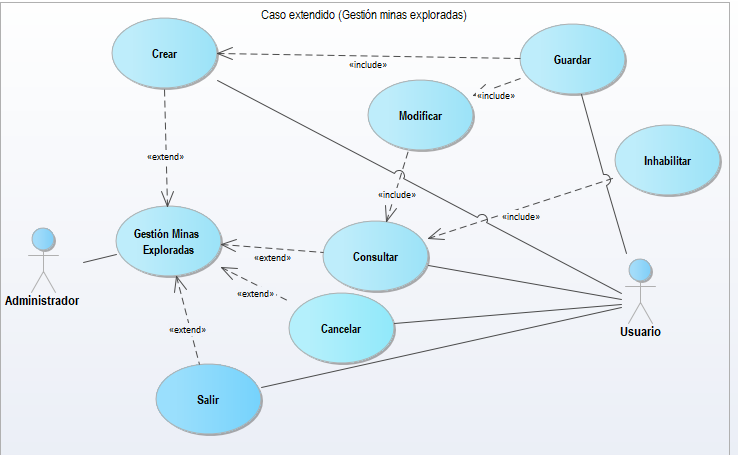 Caso extendido (Gestión minas exploradas)
Crear
Guardar
«include»
«include»
Modificar
«extend»
Inhabilitar
«include»
«include»
Gestión Minas
Exploradas
«extend»
Consultar
«extend»
Administrador
Cancelar
«extend»
Usuario
Salir